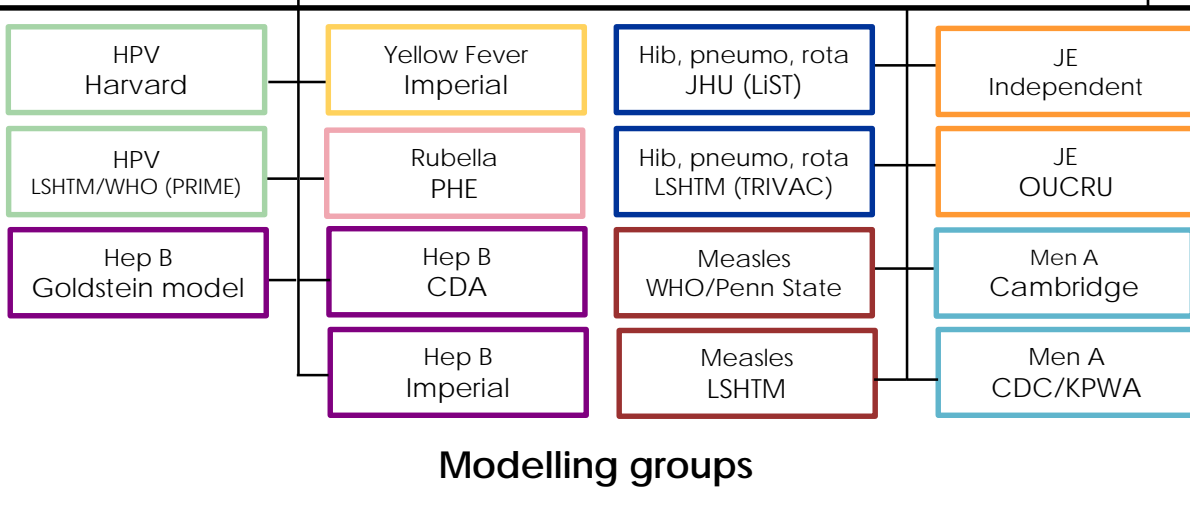 HPV
Harvard
Yellow Fever
Imperial
Hib, pneumo, rota
JHU (LiST)
JE
Independent
HPV
LSHTM/WHO (PRIME)
Rubella
PHE
Hib, pneumo, rota
LSHTM (TRIVAC)
JE
OUCRU
Hep B
Goldstein model
Hep B
CDA
Measles
WHO/Penn State
Men A
Cambridge
Hep B
Imperial
Measles
LSHTM
Men A
CDC/KPWA
Modelling groups